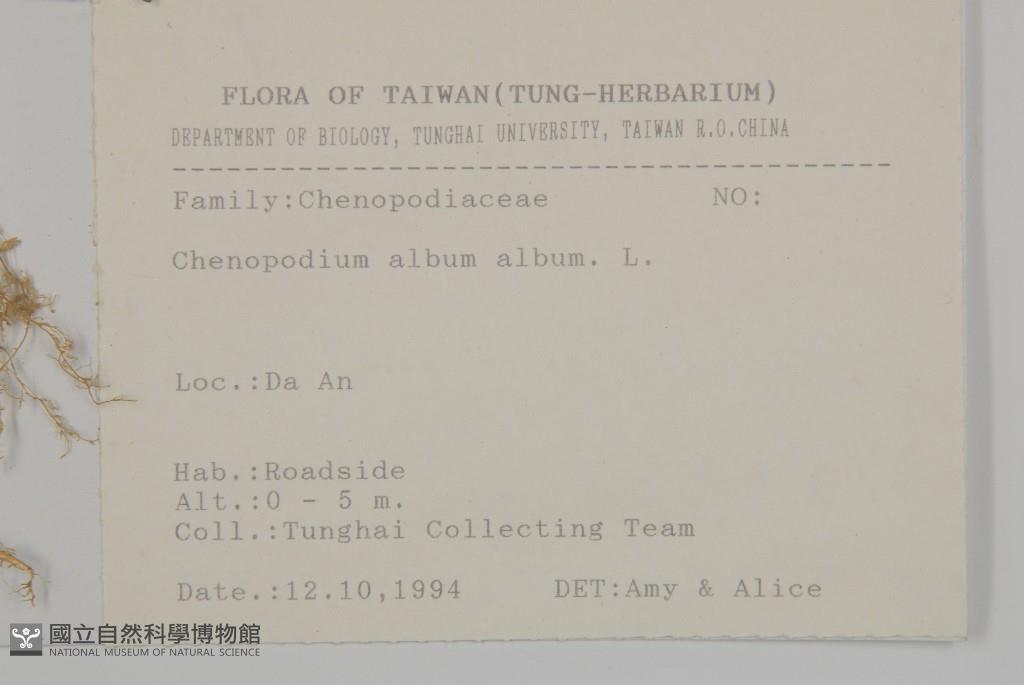 FLORA OF TAIWAN(TUNG-HERBARIUM)
DEPARTMENT OF BIOLOGY, TUNGHAI UNIVERSITY, TAIWAN R.O.CHINA
----------------------------------------
Family:Chenopodiaceae NO:
Chenopodium album album. L.
Loc.:Da An
Hab.:Roadside
Alt.:0 - 5 m.
Coll.:Tunghai Collecting Team
Date.:12.10,1994 DET:Amy & Alice
國立自然科學博物館
NATIONAL MUSEUM OF NATURAL SCIENCE